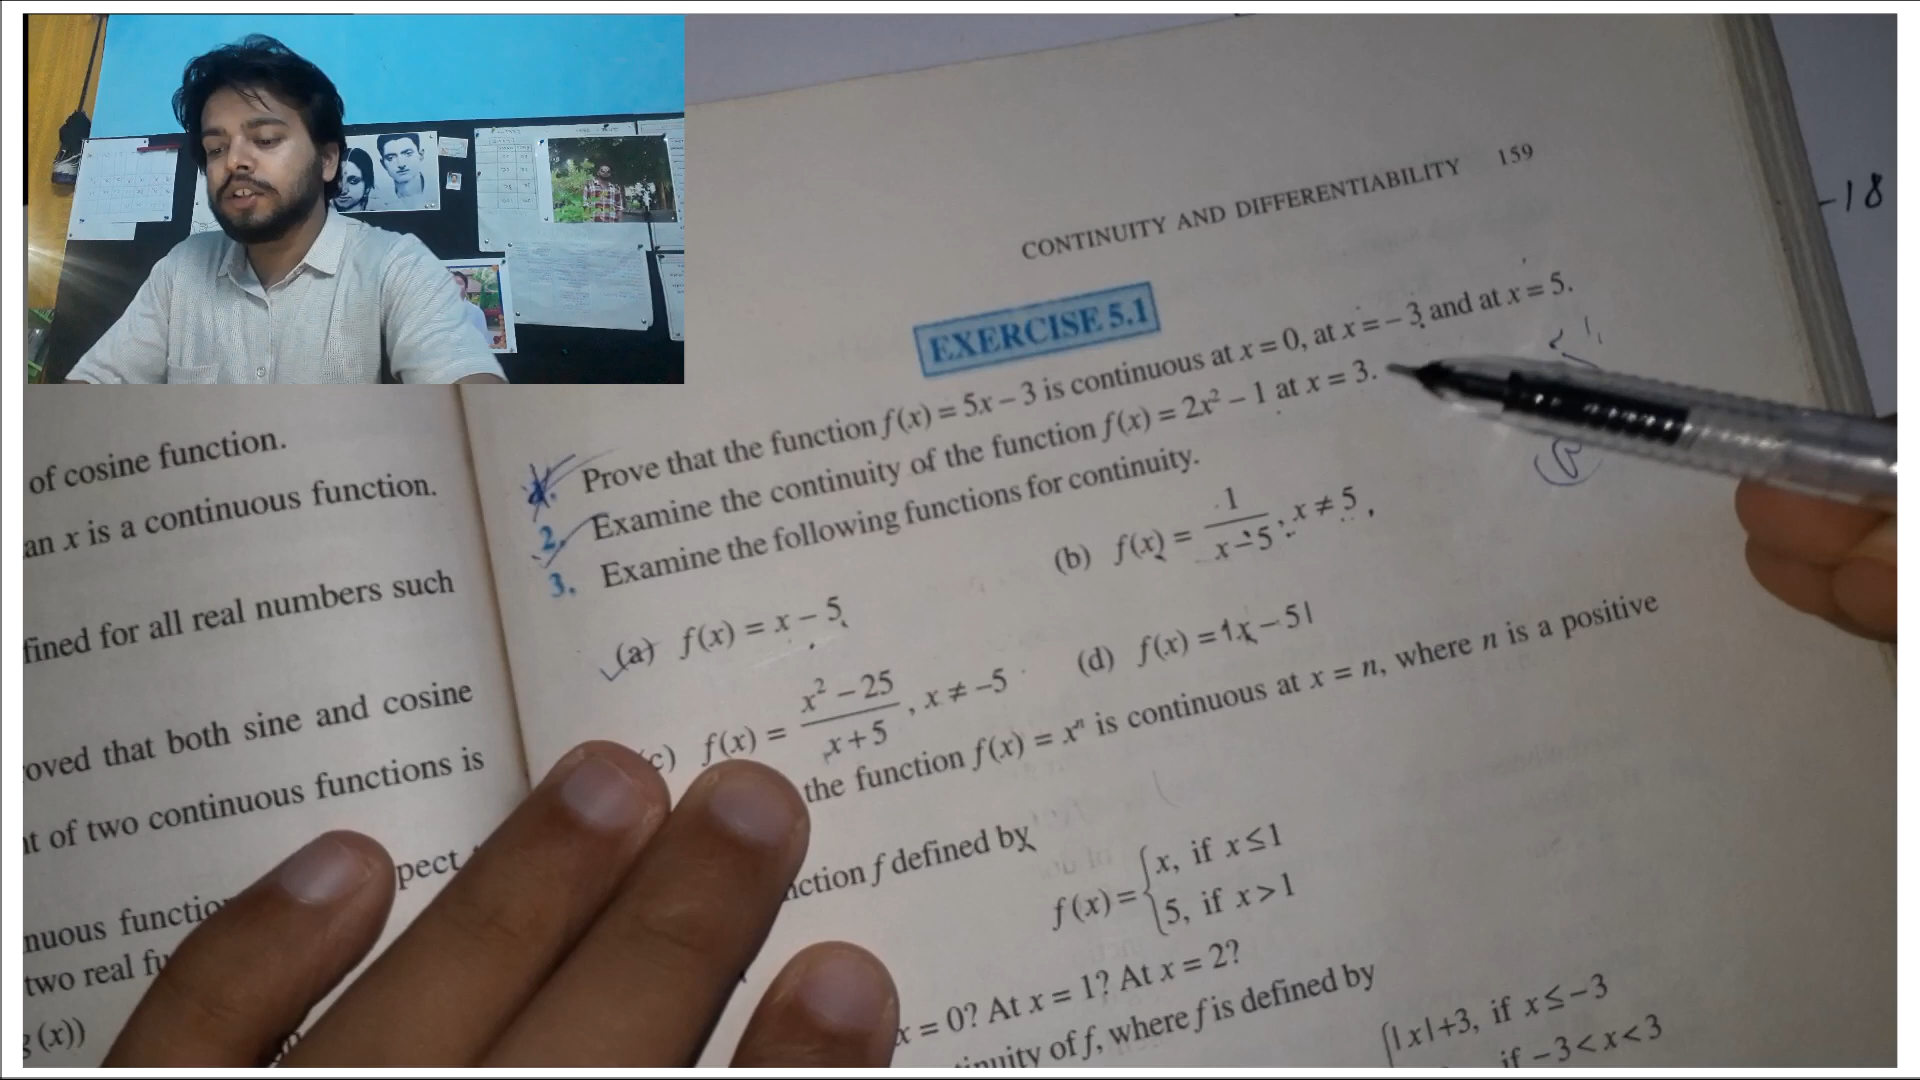 CONTINUITY AND DIFFERENTIABILITY 159
-18
EXERCISE 5.1
1. Prove that the function f(x) = 5x – 3 is continuous at x = 0, at x = – 3 and at x = 5.
2. Examine the continuity of the function f(x) = 2x² – 1 at x = 3.
3. Examine the following functions for continuity.
(a) f(x) = x – 5
(b) f(x) = 1/(x – 5), x ≠ 5
(c) f(x) = (x² – 25)/(x + 5), x ≠ –5
(d) f(x) = |x – 5|
the function f(x) = xⁿ is continuous at x = n, where n is a positive
nction f defined by
f(x) = {x, if x ≤ 1
5, if x > 1
x = 0? At x = 1? At x = 2?
inuity of f, where f is defined by
|x|+3, if x ≤ –3
if –3 < x < 3
of cosine function.
an x is a continuous function.
fined for all real numbers such
oved that both sine and cosine
t of two continuous functions is
pect
nuous function
two real fu
(x))